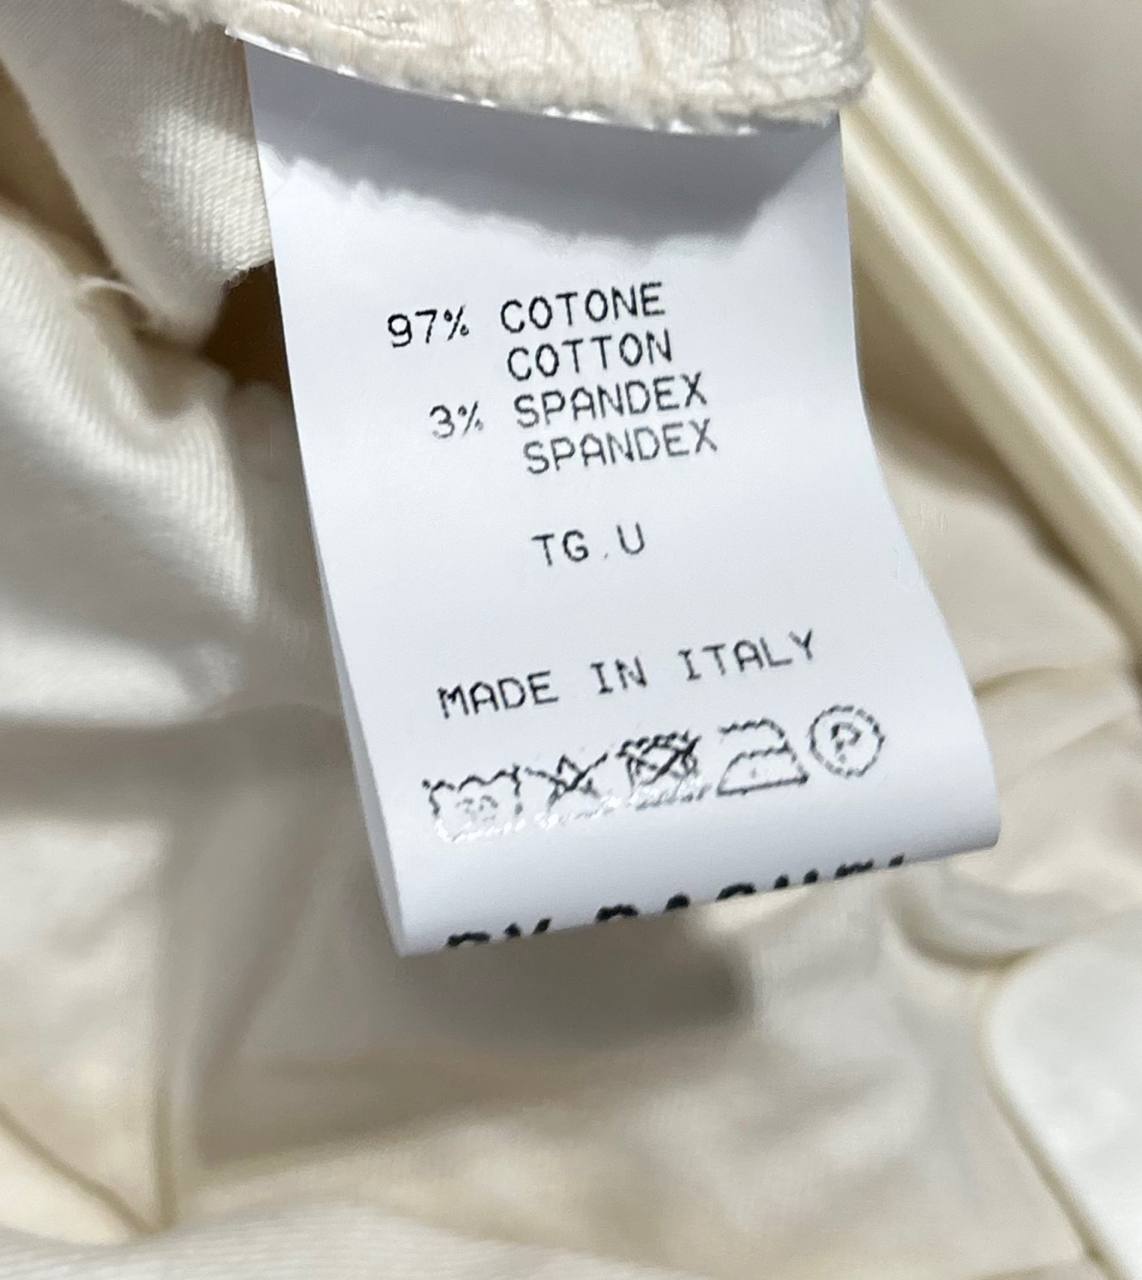 97% COTONE
COTTON
3% SPANDEX
SPANDEX
TG.U
MADE IN ITALY
P